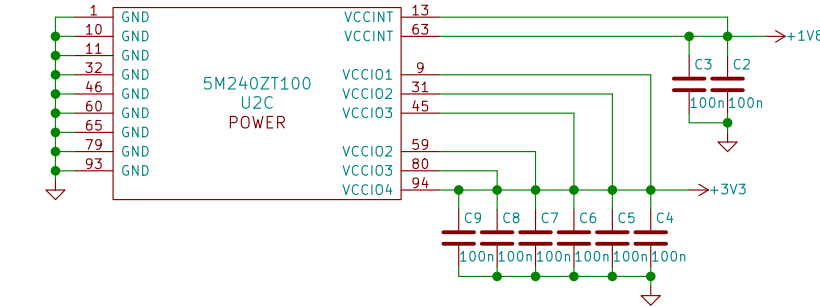 1 GND VCCINT 13
10 GND VCCINT 63 +1V8
11 GND
32 GND VCCIO1 9 C3 C2
46 GND 5M240ZT100 VCCIO2 31 100n 100n
60 GND U2C VCCIO3 45
65 GND POWER
79 GND VCCIO2 59
93 GND VCCIO3 80
VCCIO4 94 +3V3
C9 C8 C7 C6 C5 C4
100n 100n 100n 100n 100n 100n